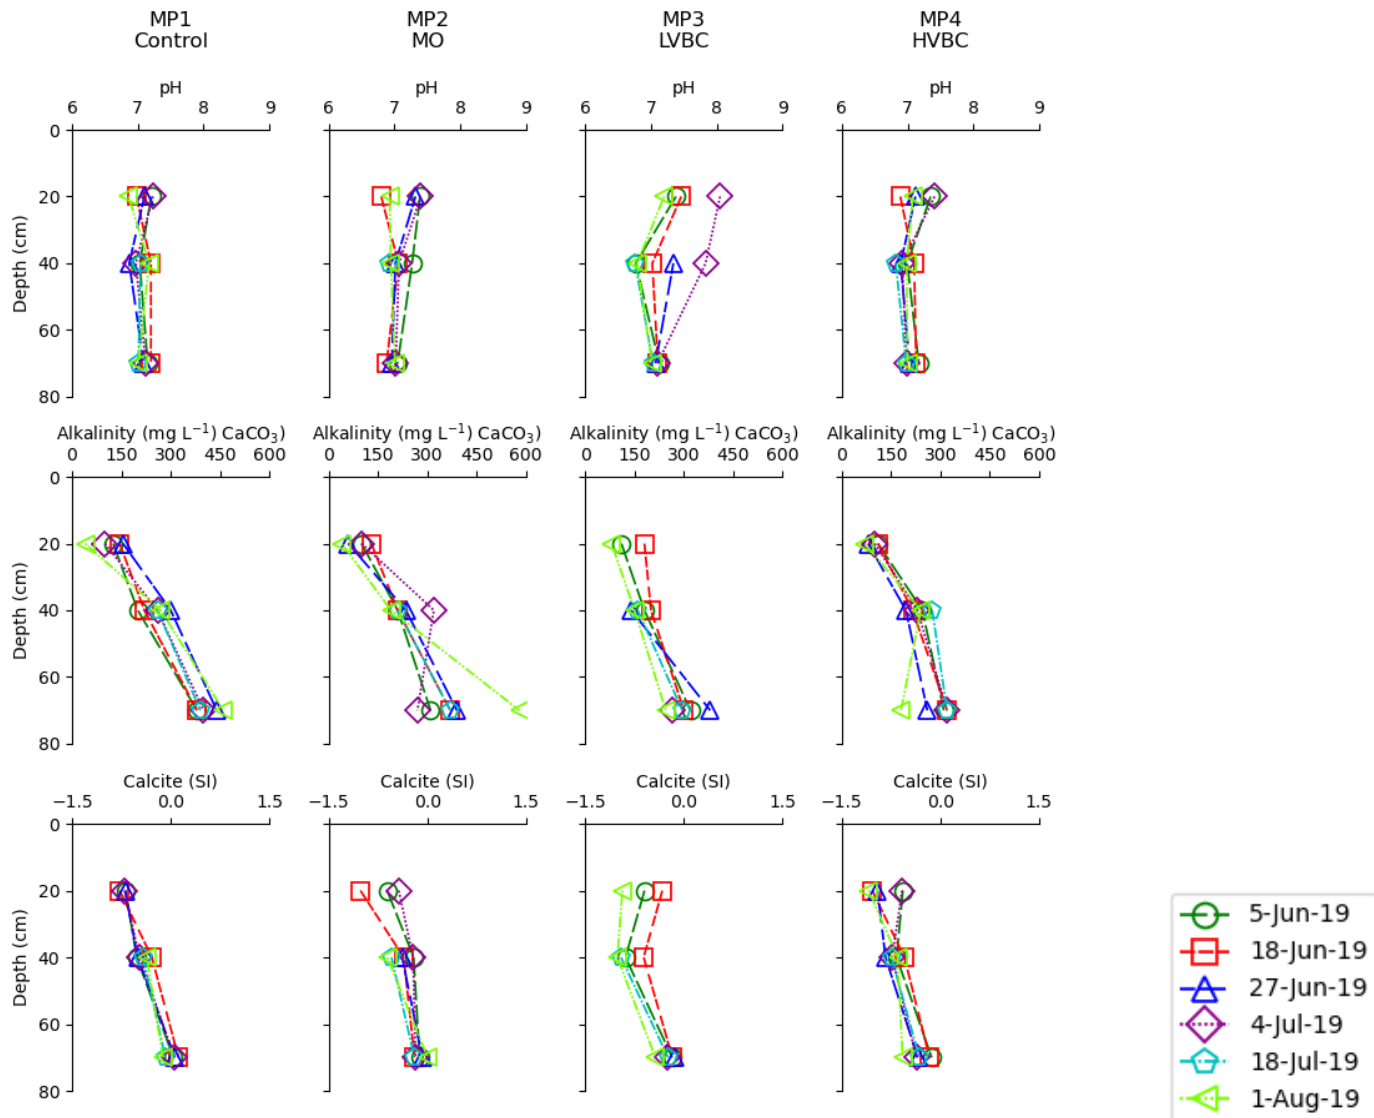 MP1 MP2 MP3 MP4
Control MO LVBC HVBC
pH pH pH pH
6 7 8 9 6 7 8 9 6 7 8 9 6 7 8 9
0
20
40
60
80
Depth (cm)
Alkalinity (mg L⁻¹) CaCO₃) Alkalinity (mg L⁻¹) CaCO₃) Alkalinity (mg L⁻¹) CaCO₃) Alkalinity (mg L⁻¹) CaCO₃)
0 150 300 450 600 0 150 300 450 600 0 150 300 450 600 0 150 300 450 600
0
20
40
60
80
Depth (cm)
Calcite (SI) Calcite (SI) Calcite (SI) Calcite (SI)
−1.5 0.0 1.5 −1.5 0.0 1.5 −1.5 0.0 1.5 −1.5 0.0 1.5
0
20
40
60
80
Depth (cm)
5-Jun-19
18-Jun-19
27-Jun-19
4-Jul-19
18-Jul-19
1-Aug-19